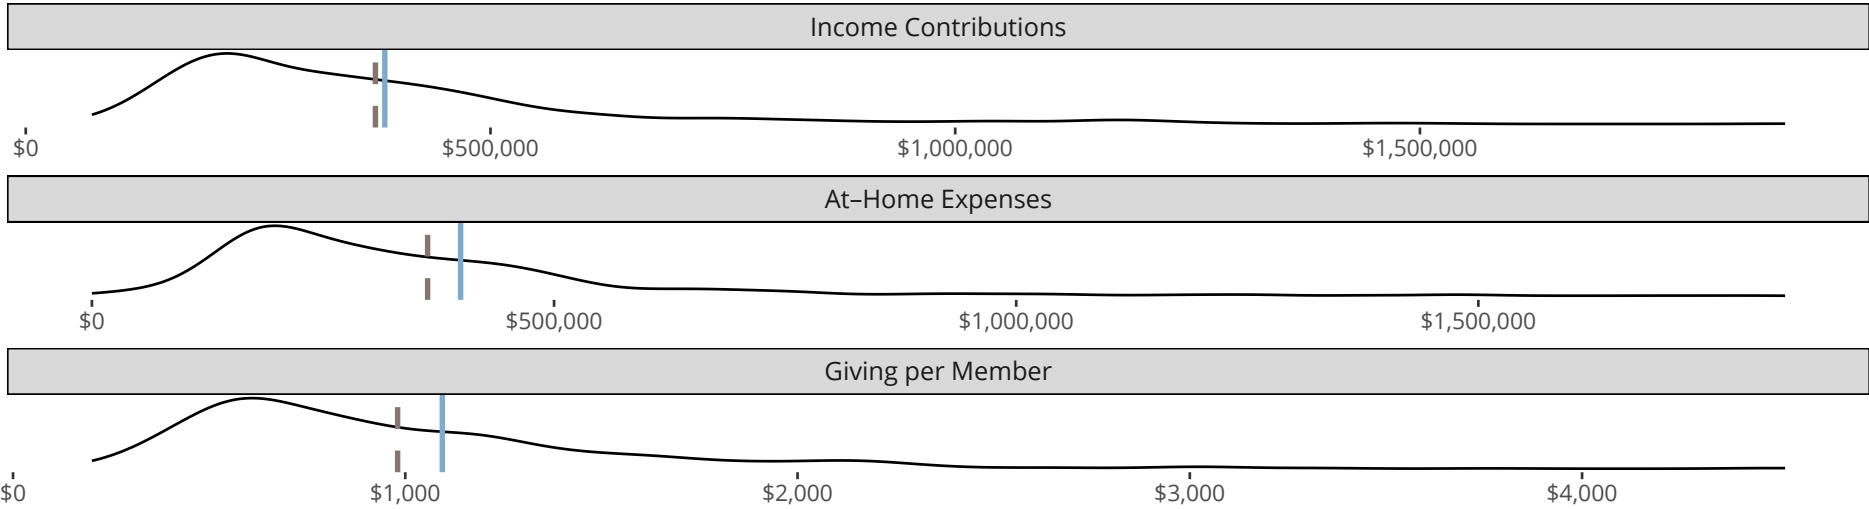 Income Contributions
$0 $500,000 $1,000,000 $1,500,000
At–Home Expenses
$0 $500,000 $1,000,000 $1,500,000
Giving per Member
$0 $1,000 $2,000 $3,000 $4,000